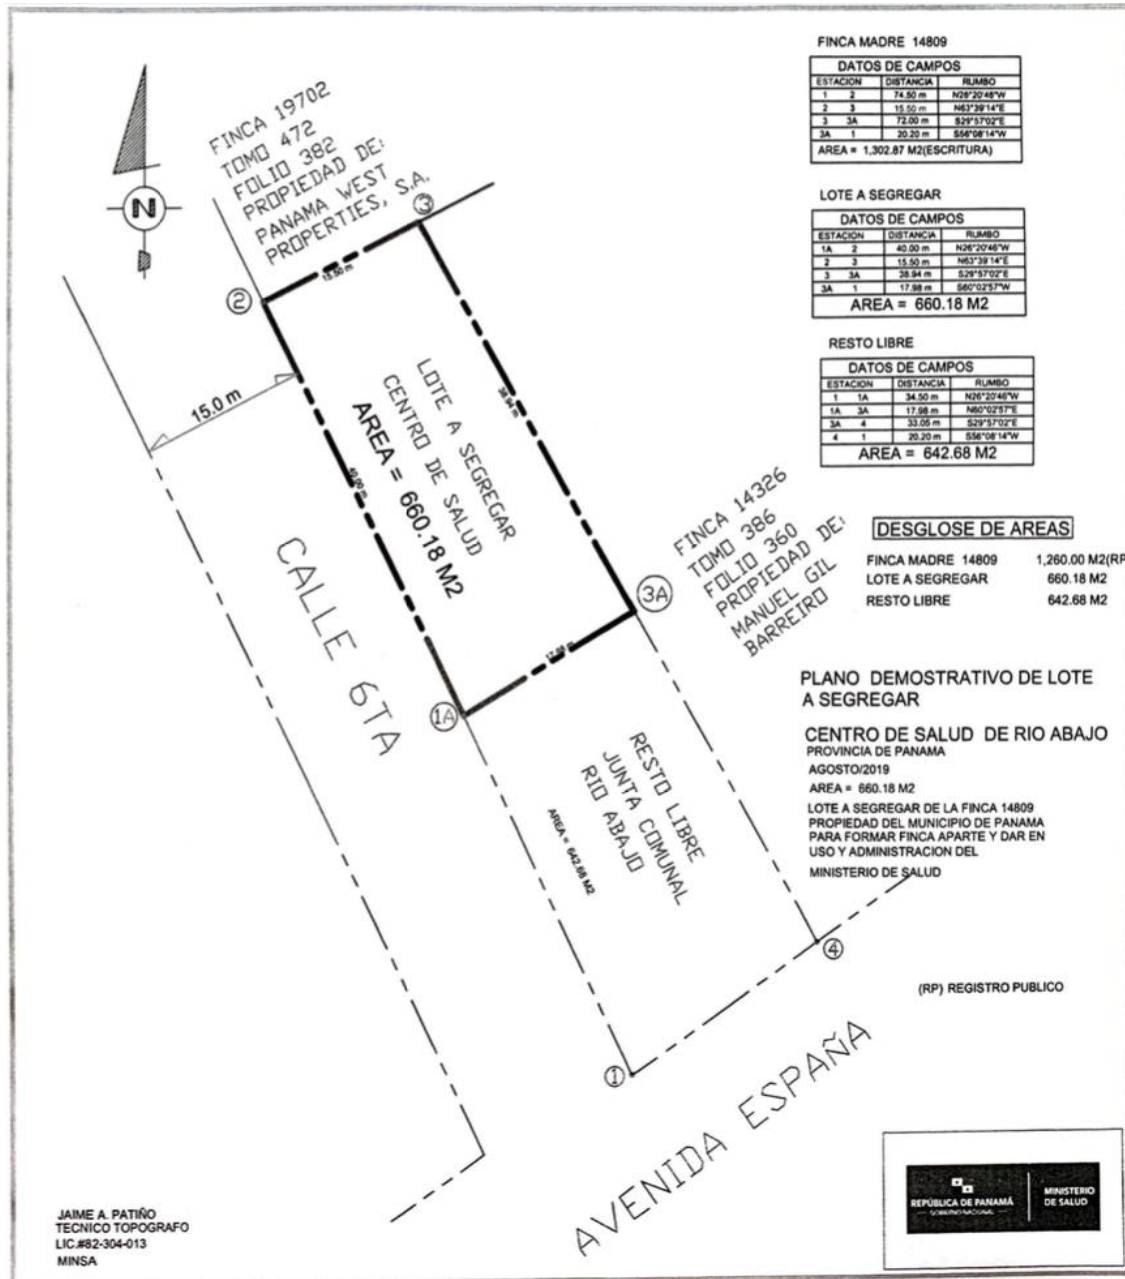 FINCA MADRE 14809
DATOS DE CAMPOS
ESTACION DISTANCIA RUMBO
1 2 74.50 m N26°20'46"W
2 3 15.50 m N63°39'14"E
3 3A 72.00 m S29°57'02"E
3A 1 20.20 m S56°08'14"W
AREA = 1,302.87 M2(ESCRITURA)
LOTE A SEGREGAR
DATOS DE CAMPOS
ESTACION DISTANCIA RUMBO
1A 2 40.00 m N26°20'46"W
2 3 15.50 m N63°39'14"E
3 3A 38.94 m S29°57'02"E
3A 1 17.98 m S60°02'57"W
AREA = 660.18 M2
RESTO LIBRE
DATOS DE CAMPOS
ESTACION DISTANCIA RUMBO
1 1A 34.50 m N26°20'46"W
1A 3A 17.98 m N60°02'57"E
3A 4 33.05 m S29°57'02"E
4 1 20.20 m S56°08'14"W
AREA = 642.68 M2
DESGLOSE DE AREAS
FINCA MADRE 14809 1,260.00 M2(RP
LOTE A SEGREGAR 660.18 M2
RESTO LIBRE 642.68 M2
PLANO DEMOSTRATIVO DE LOTE
A SEGREGAR
CENTRO DE SALUD DE RIO ABAJO
PROVINCIA DE PANAMA
AGOSTO/2019
AREA = 660.18 M2
LOTE A SEGREGAR DE LA FINCA 14809
PROPIEDAD DEL MUNICIPIO DE PANAMA
PARA FORMAR FINCA APARTE Y DAR EN
USO Y ADMINISTRACION DEL
MINISTERIO DE SALUD
(RP) REGISTRO PUBLICO
N
FINCA 19702
TOMO 472
FOLIO 382
PROPIEDAD DE:
PANAMA WEST
PROPERTIES, S.A.
3
15.50 m
2
15.0 m
LOTE A SEGREGAR
CENTRO DE SALUD
AREA = 660.18 M2
38.94 m
40.00 m
FINCA 14326
TOMO 386
FOLIO 360
PROPIEDAD DE:
MANUEL GIL
BARREIRO
3A
17.98 m
1A
CALLE 6TA
RESTO LIBRE
JUNTA COMUNAL
RIO ABAJO
AREA = 642.68 M2
4
1
AVENIDA ESPAÑA
JAIME A. PATIÑO
TECNICO TOPOGRAFO
LIC.#82-304-013
MINSA
REPÚBLICA DE PANAMÁ
GOBIERNO NACIONAL
MINISTERIO
DE SALUD